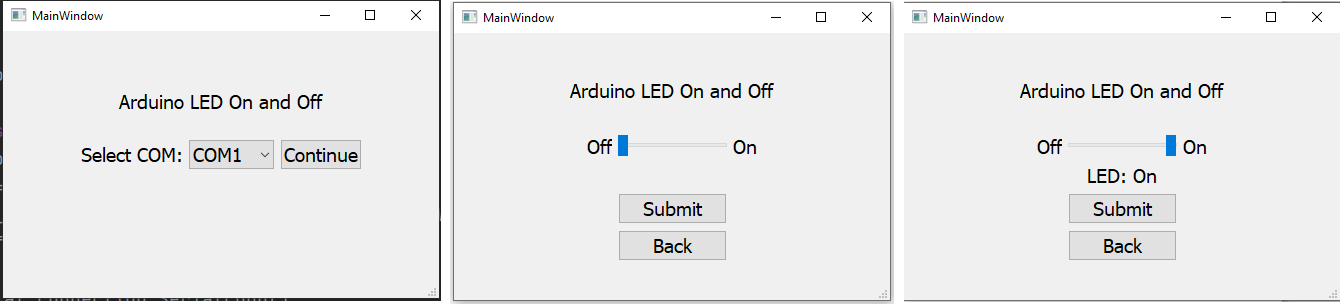 MainWindow
Arduino LED On and Off
Select COM: COM1 Continue
MainWindow
Arduino LED On and Off
Off On
Submit
Back
MainWindow
Arduino LED On and Off
Off On
LED: On
Submit
Back